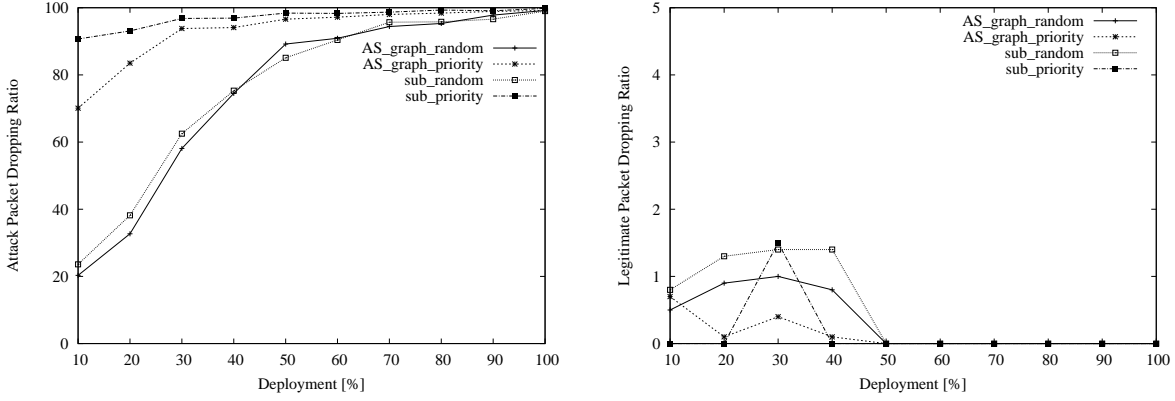 100
80
60
40
20
0
10 20 30 40 50 60 70 80 90 100
Attack Packet Dropping Ratio
Deployment [%]
AS_graph_random
AS_graph_priority
sub_random
sub_priority
5
4
3
2
1
0
10 20 30 40 50 60 70 80 90 100
Legitimate Packet Dropping Ratio
Deployment [%]
AS_graph_random
AS_graph_priority
sub_random
sub_priority